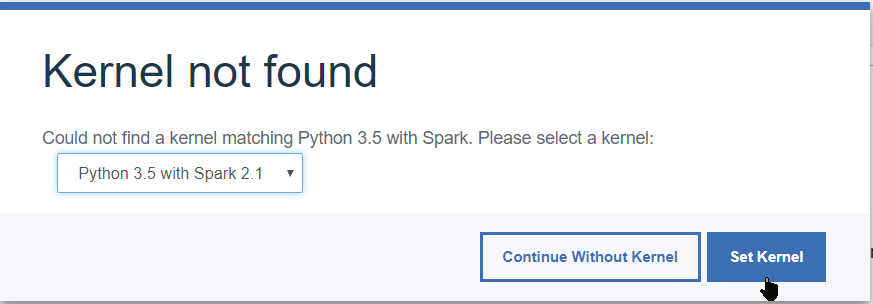 Kernel not found
Could not find a kernel matching Python 3.5 with Spark. Please select a kernel:
Python 3.5 with Spark 2.1
Continue Without Kernel
Set Kernel